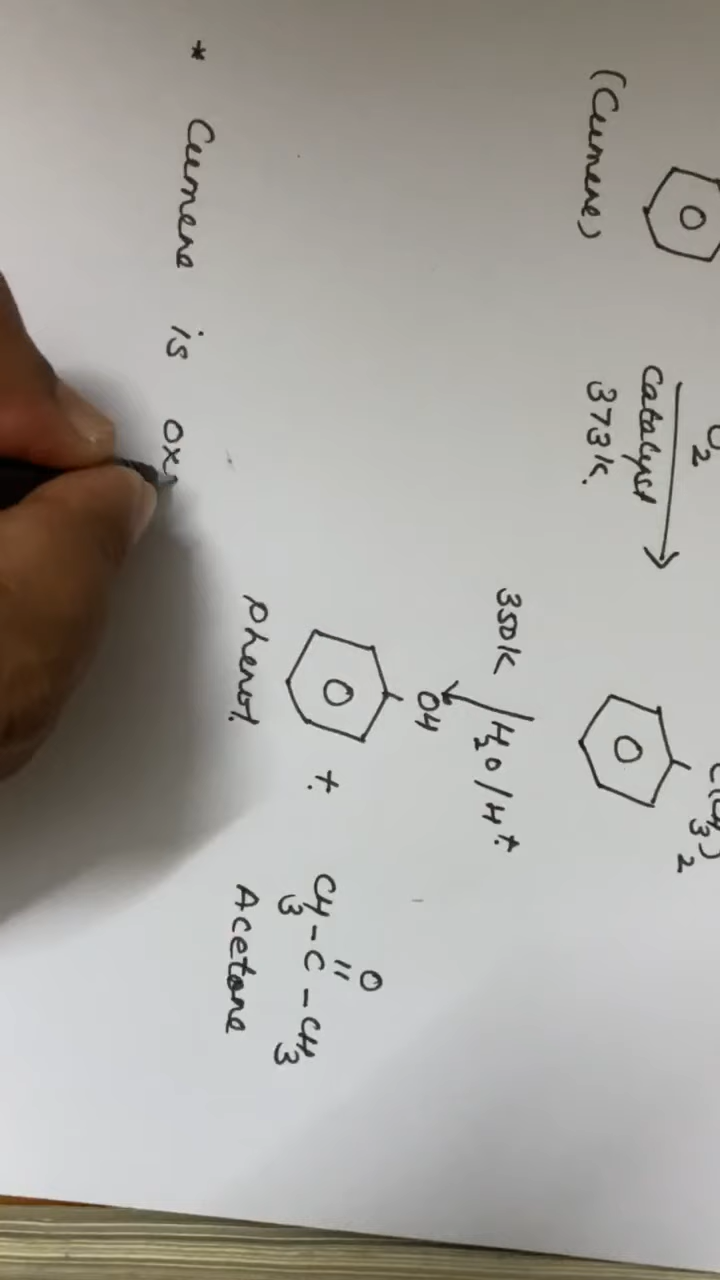 C(CH3)2
O2
(Cumene)
Catalyst
373K.
350K / H2O / H+
OH
O
CH3 - C - CH3
+
Phenol
Acetone
* Cumene is ox